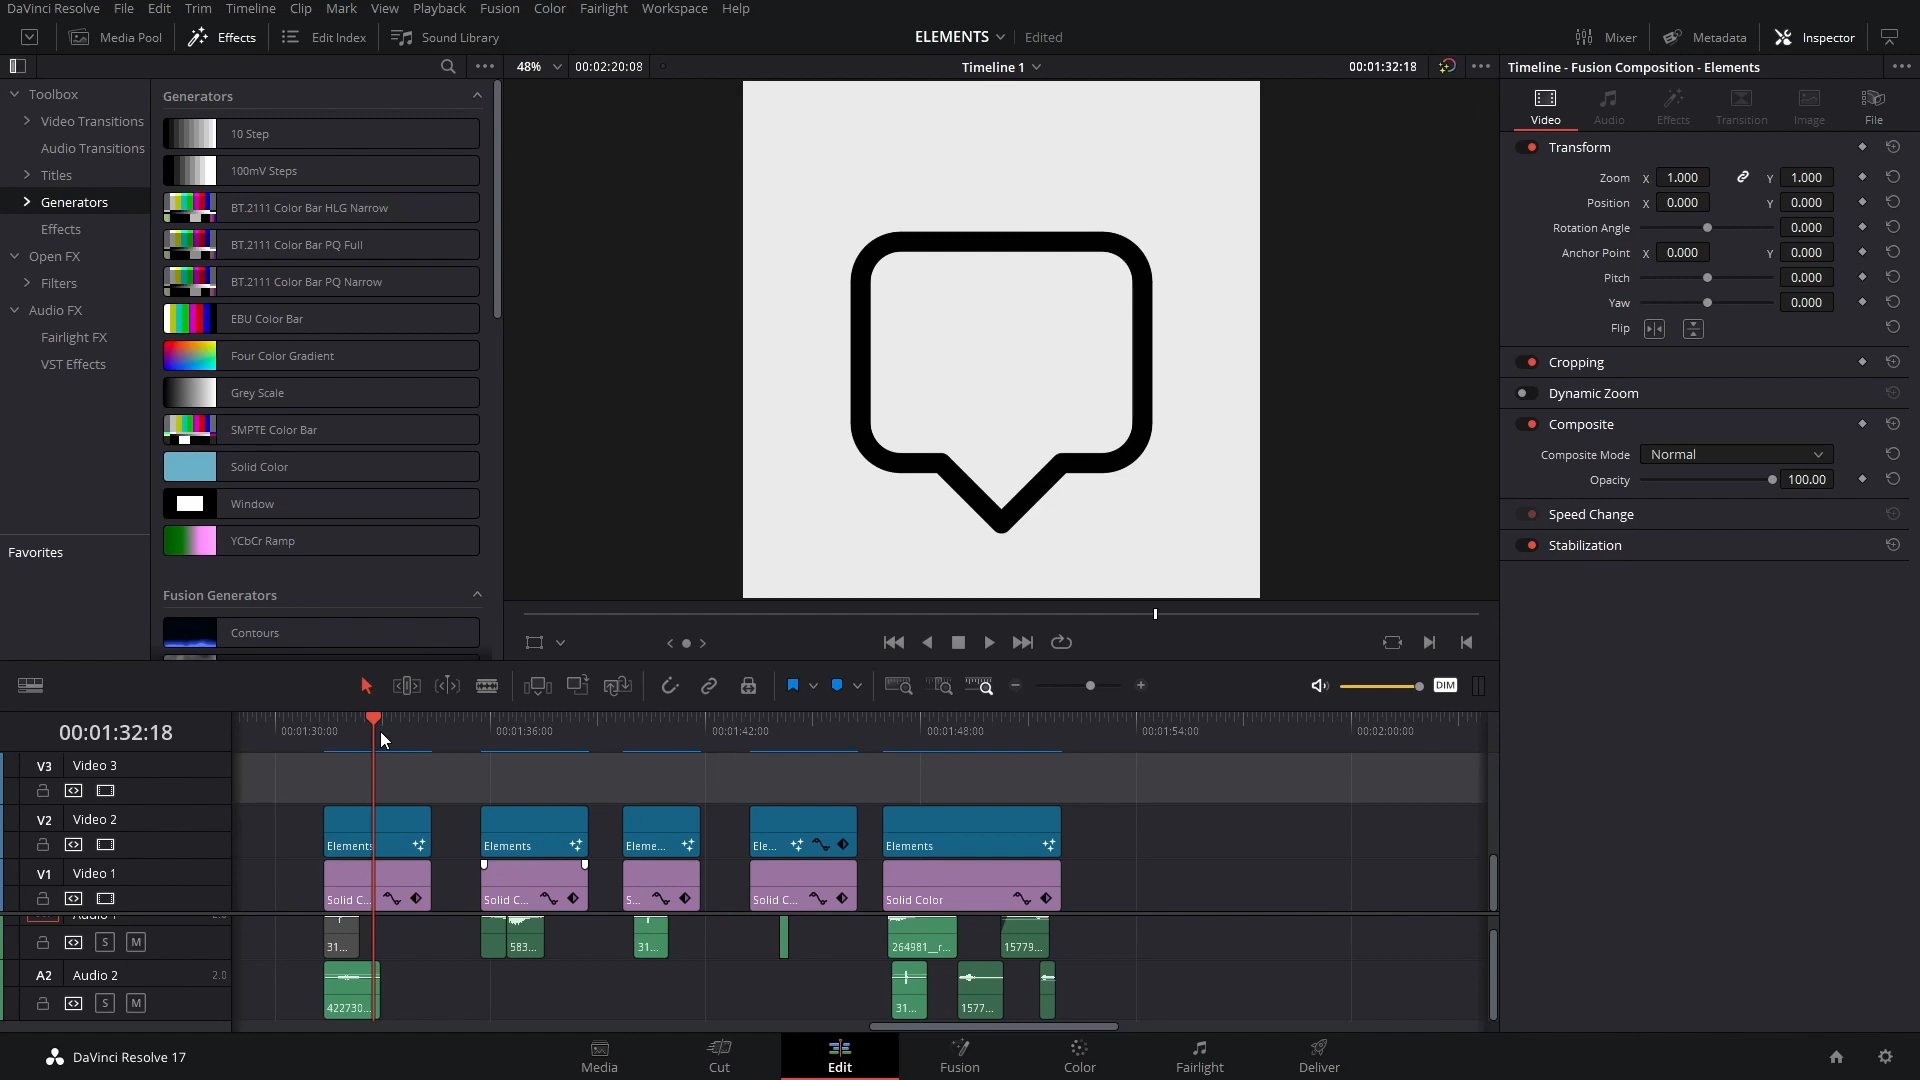 DaVinci Resolve File Edit Trim Timeline Clip Mark View Playback Fusion Color Fairlight Workspace Help
Media Pool Effects Edit Index Sound Library ELEMENTS Edited Mixer Metadata Inspector
48% 00:02:20:08 Timeline 1 00:01:32:18 Timeline - Fusion Composition - Elements
Toolbox
Video Transitions
Audio Transitions
Titles
Generators
Effects
Open FX
Filters
Audio FX
Fairlight FX
VST Effects
Favorites
Generators
10 Step
100mV Steps
BT.2111 Color Bar HLG Narrow
BT.2111 Color Bar PQ Full
BT.2111 Color Bar PQ Narrow
EBU Color Bar
Four Color Gradient
Grey Scale
SMPTE Color Bar
Solid Color
Window
YCbCr Ramp
Fusion Generators
Contours
Video Audio Effects Transition Image File
Transform
Zoom X 1.000 Y 1.000
Position X 0.000 Y 0.000
Rotation Angle 0.000
Anchor Point X 0.000 Y 0.000
Pitch 0.000
Yaw 0.000
Flip
Cropping
Dynamic Zoom
Composite
Composite Mode Normal
Opacity 100.00
Speed Change
Stabilization
DIM
00:01:32:18 00:01:30:00 00:01:36:00 00:01:42:00 00:01:48:00 00:01:54:00 00:02:00:00
V3 Video 3
V2 Video 2
Elements Elements Eleme... Ele... Elements
V1 Video 1
Solid C... Solid C... S... Solid C... Solid Color
S M 31... 583... 31... 264981__r... 15779...
A2 Audio 2 2.0
S M 422730... 31... 1577...
DaVinci Resolve 17 Media Cut Edit Fusion Color Fairlight Deliver